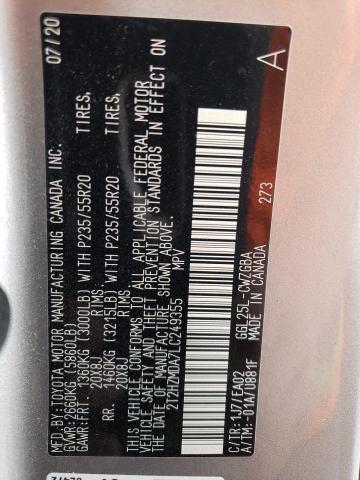 07/20
MFD.BY:TOYOTA MOTOR MANUFACTURING CANADA INC.
GVWR:2660KG(5865LB)
GAWR:FRT. 1360KG(3000LB) WITH P235/55R20 TIRES,
20X8J RIMS
RR. 1460KG(3215LB) WITH P235/55R20 TIRES,
20X8J RIMS
THIS VEHICLE CONFORMS TO ALL APPLICABLE FEDERAL MOTOR
VEHICLE SAFETY AND THEFT PREVENTION STANDARDS IN EFFECT ON
THE DATE OF MANUFACTURE SHOWN ABOVE.
2T2HZMDA7LC249355 MPV
A
C/TR:1J7/EA02 GGL25L-CWZGBA
A/TM:-01A/U881F MADE IN CANADA
273